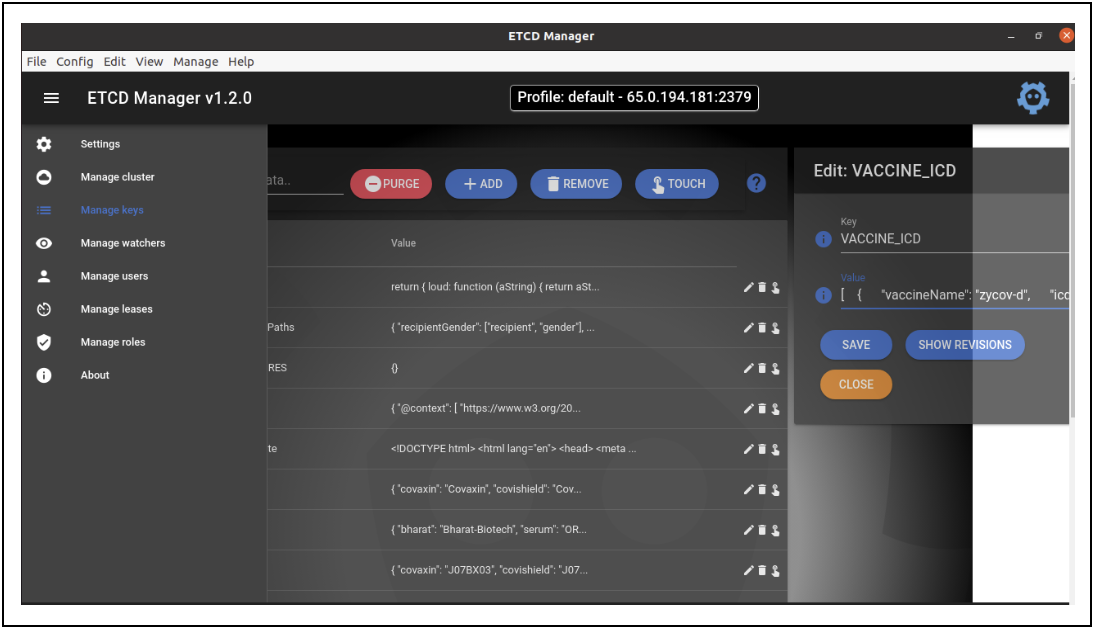 ETCD Manager
File Config Edit View Manage Help
ETCD Manager v1.2.0
Profile: default - 65.0.194.181:2379
Settings
Manage cluster
Manage keys
Manage watchers
Manage users
Manage leases
Manage roles
About
ata..
PURGE
ADD
REMOVE
TOUCH
Value
return { loud: function (aString) { return aSt...
Paths
{ "recipientGender": ["recipient", "gender"], ...
RES
{}
{ "@context": [ "https://www.w3.org/20...
te
<!DOCTYPE html> <html lang="en"> <head> <meta ...
{ "covaxin": "Covaxin", "covishield": "Cov...
{ "bharat": "Bharat-Biotech", "serum": "OR...
{ "covaxin": "J07BX03", "covishield": "J07...
Edit: VACCINE_ICD
Key
VACCINE_ICD
Value
[ { "vaccineName": "zycov-d", "icd
SAVE
SHOW REVISIONS
CLOSE